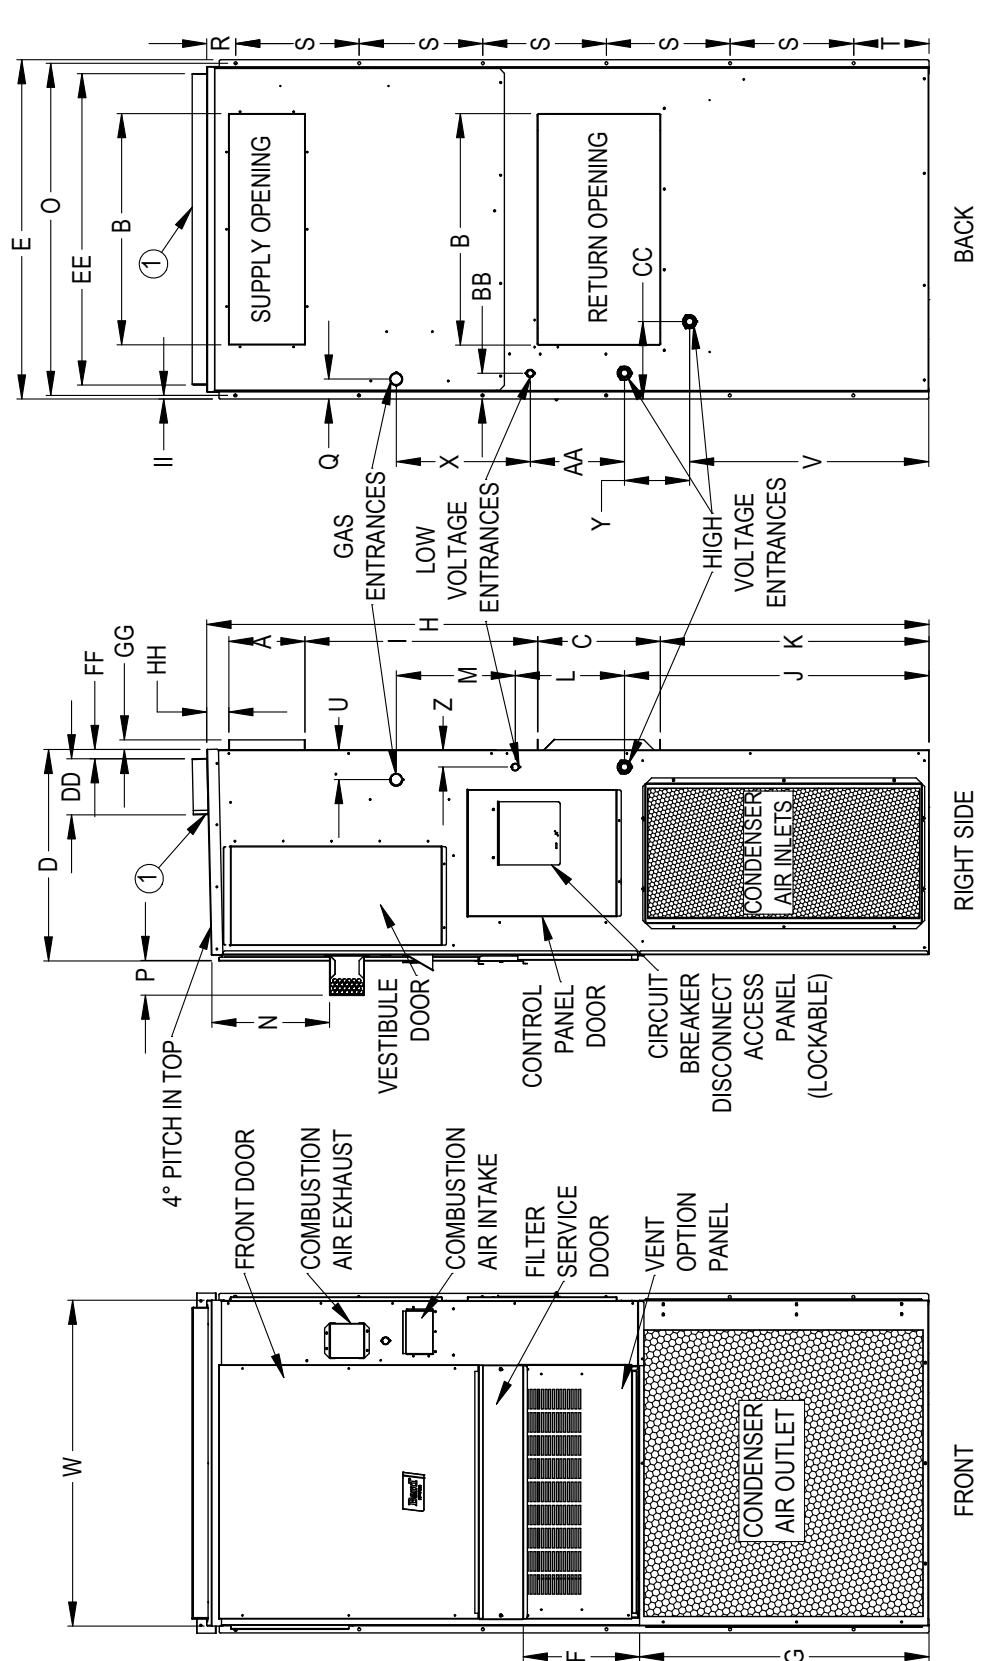 W
FRONT DOOR
COMBUSTION
AIR EXHAUST
COMBUSTION
AIR INTAKE
FILTER
SERVICE
DOOR
VENT
OPTION
PANEL
Bard
CONDENSER
AIR OUTLET
F
G
FRONT
4° PITCH IN TOP
N
P
D
1
DD
FF
GG
HH
H
A
I
C
K
U
M
Z
L
J
VESTIBULE
DOOR
CONTROL
PANEL
DOOR
CIRCUIT
BREAKER
DISCONNECT
ACCESS
PANEL
(LOCKABLE)
CONDENSER
AIR INLETS
RIGHT SIDE
GAS
ENTRANCES
LOW
VOLTAGE
ENTRANCES
HIGH
VOLTAGE
ENTRANCES
E
O
EE
B
1
SUPPLY OPENING
II
Q
X
AA
Y
V
BB
B
RETURN OPENING
CC
R
S
S
S
S
S
T
BACK